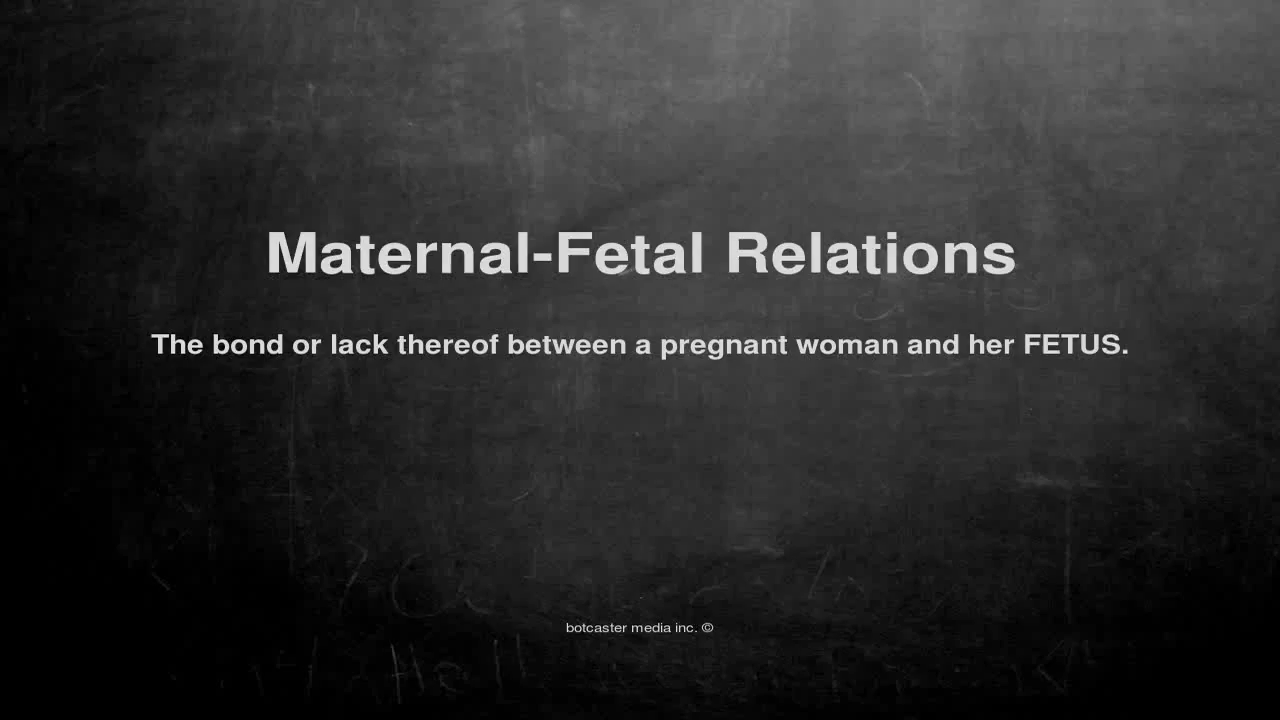 Maternal-Fetal Relations
The bond or lack thereof between a pregnant woman and her FETUS.
botcaster media inc. ©